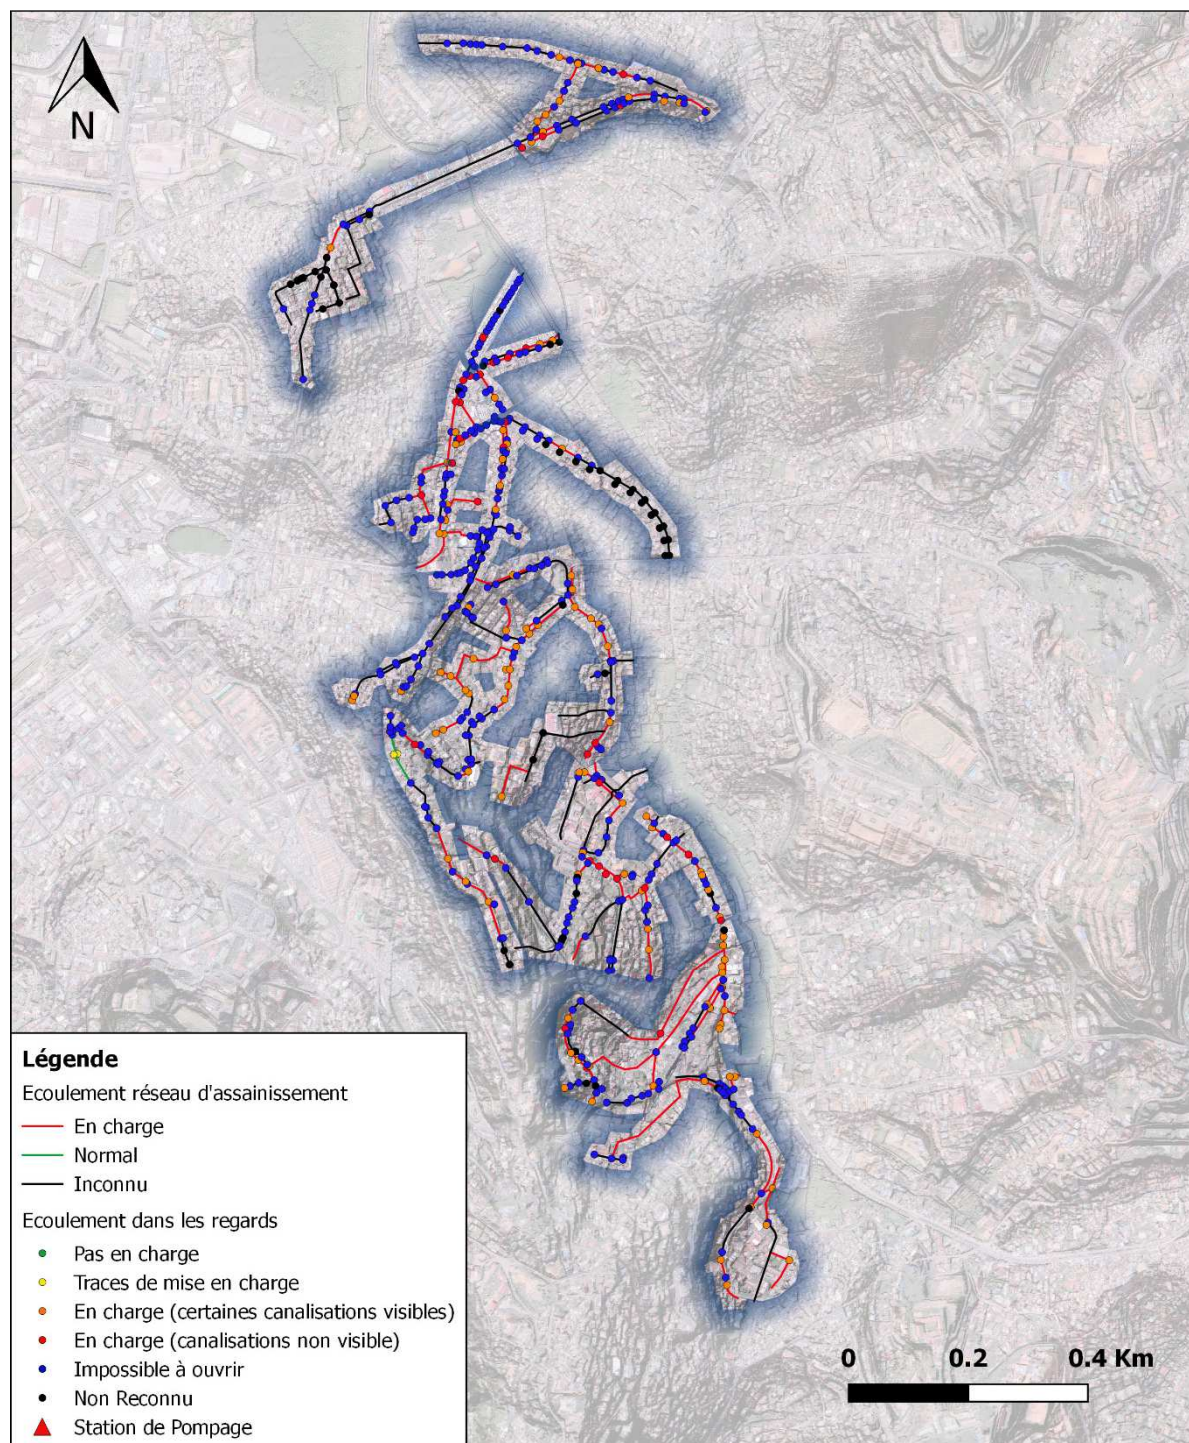 N
Légende
Ecoulement réseau d'assainissement
En charge
Normal
Inconnu
Ecoulement dans les regards
Pas en charge
Traces de mise en charge
En charge (certaines canalisations visibles)
En charge (canalisations non visible)
Impossible à ouvrir
Non Reconnu
Station de Pompage
0 0.2 0.4 Km